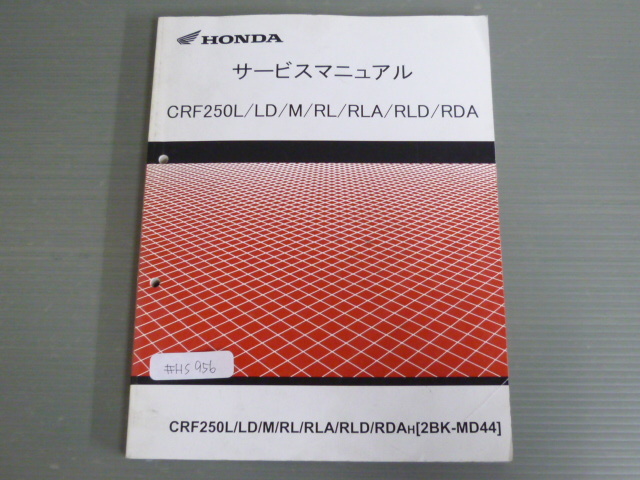 HONDA
サービスマニュアル
CRF250L/LD/M/RL/RLA/RLD/RDA
#HS956
CRF250L/LD/M/RL/RLA/RLD/RDAH[2BK-MD44]